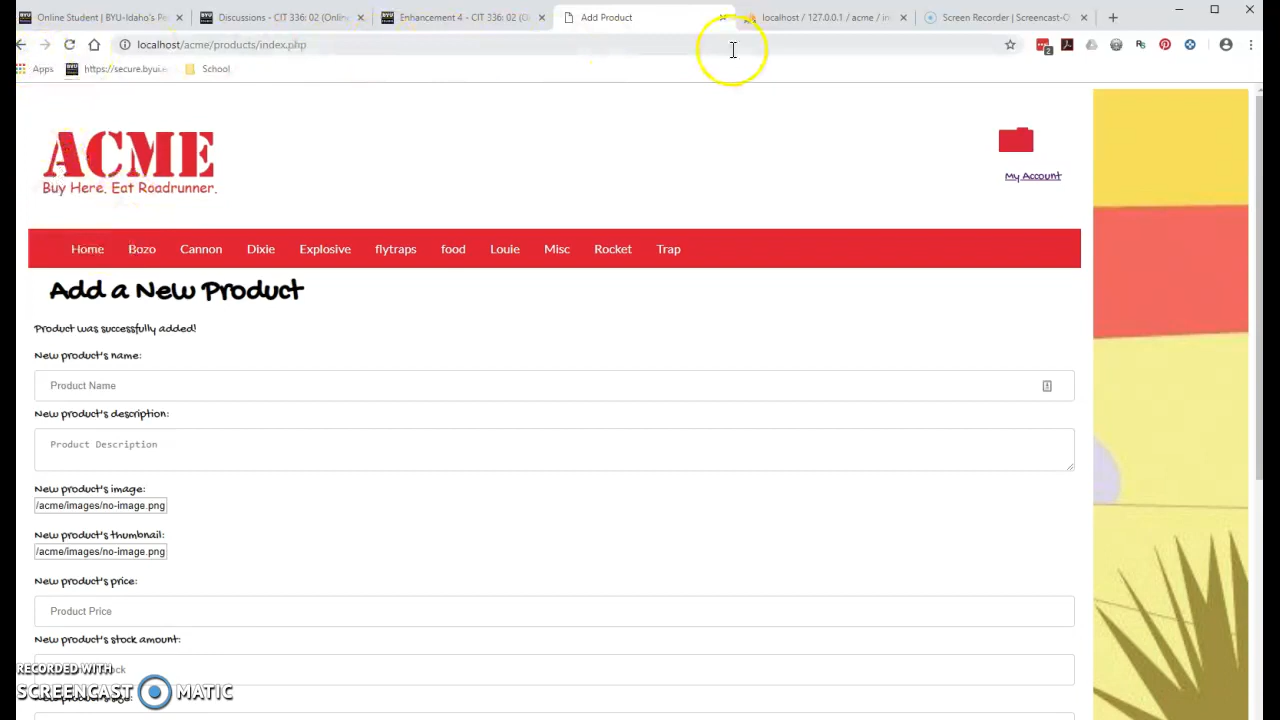 Online Student | BYU-Idaho's Po
Discussions - CIT 336: 02 (Online
Enhancement 4 - CIT 336: 02 (O
Add Product
localhost / 127.0.0.1 / acme / i
Screen Recorder | Screencast-O
localhost/acme/products/index.php
2
Apps
https://secure.byui.e
School
ACME
Buy Here. Eat Roadrunner.
My Account
Home Bozo Cannon Dixie Explosive flytraps food Louie Misc Rocket Trap
Add a New Product
Product was successfully added!
New product's name:
Product Name
New product's description:
Product Description
New product's image:
/acme/images/no-image.png
New product's thumbnail:
/acme/images/no-image.png
New product's price:
Product Price
New product's stock amount:
RECORDED WITH
SCREENCAST MATIC